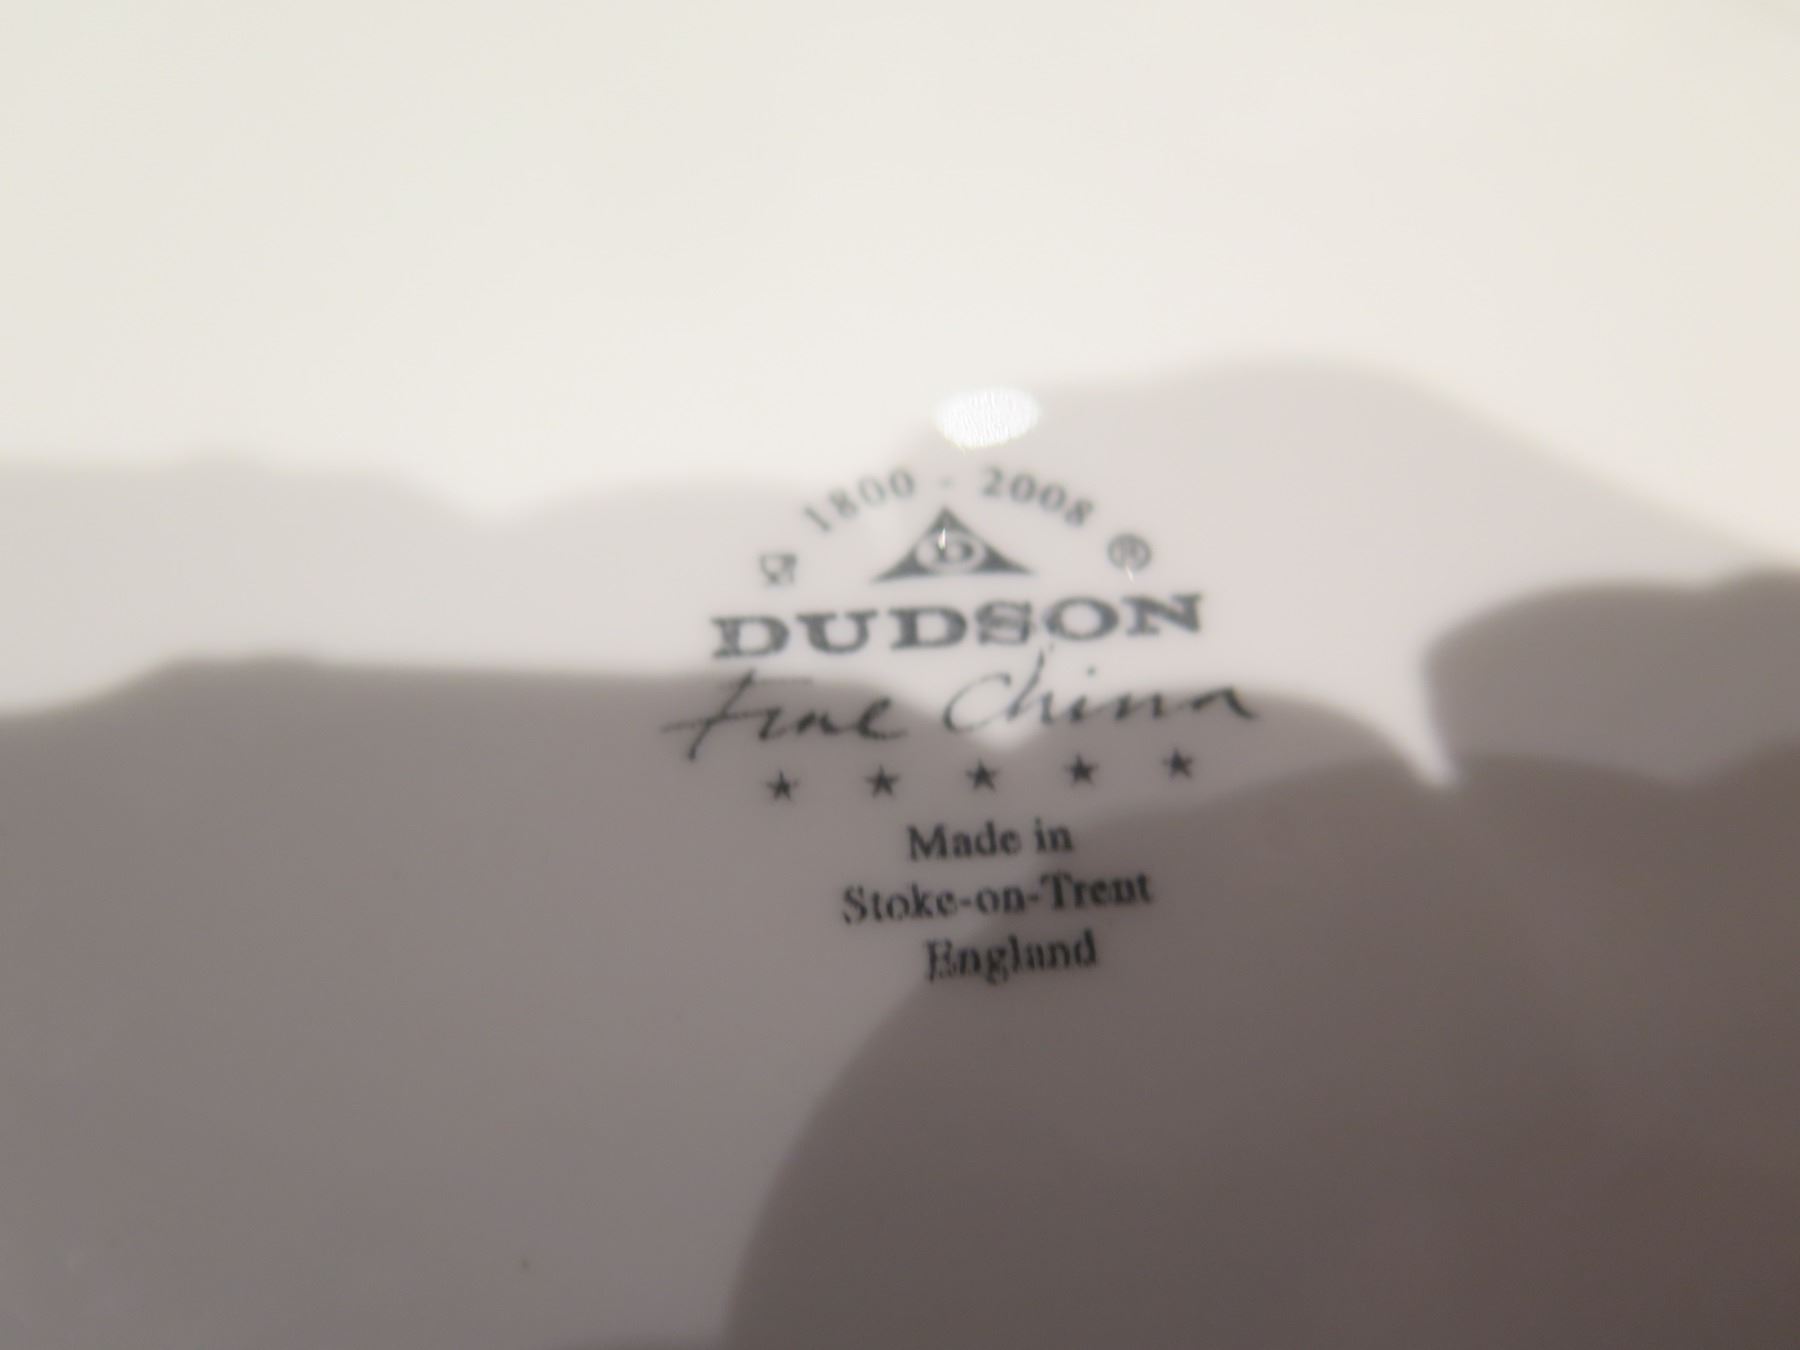 1800 - 2008
D
®
DUDSON
Fine China
★ ★ ★ ★ ★
Made in
Stoke-on-Trent
England